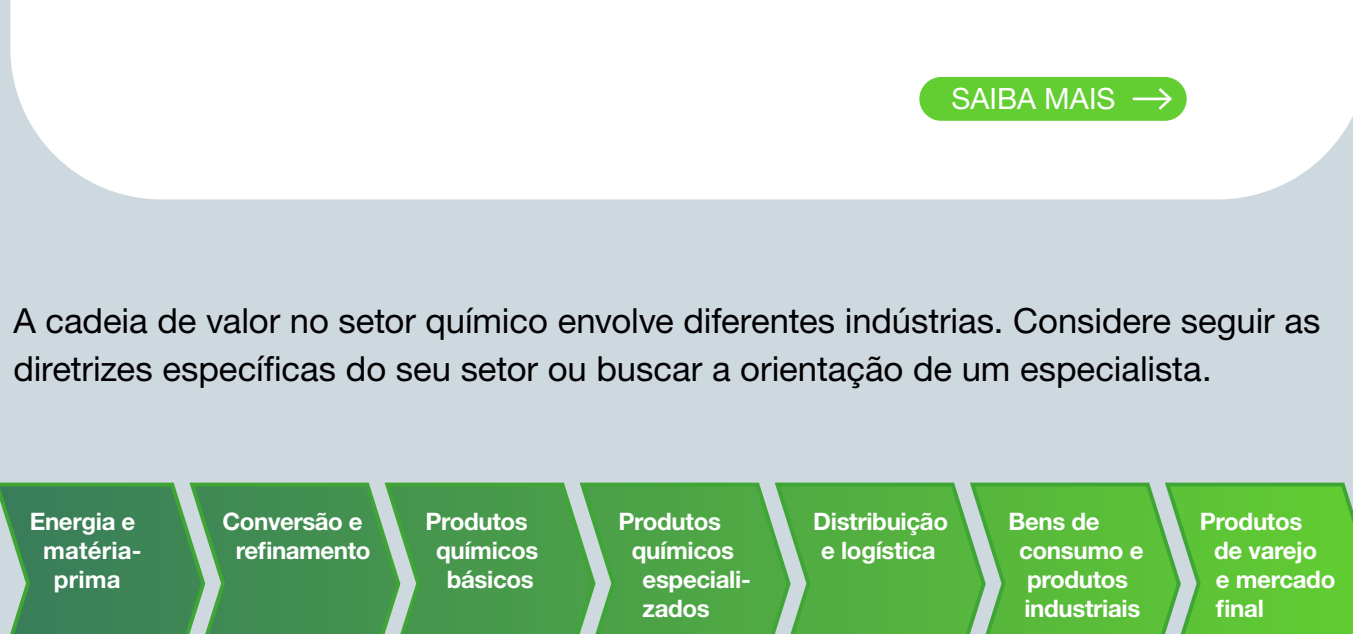 SAIBA MAIS →
A cadeia de valor no setor químico envolve diferentes indústrias. Considere seguir as
diretrizes específicas do seu setor ou buscar a orientação de um especialista.
Energia e
matéria-
prima
Conversão e
refinamento
Produtos
químicos
básicos
Produtos
químicos
especiali-
zados
Distribuição
e logística
Bens de
consumo e
produtos
industriais
Produtos
de varejo
e mercado
final